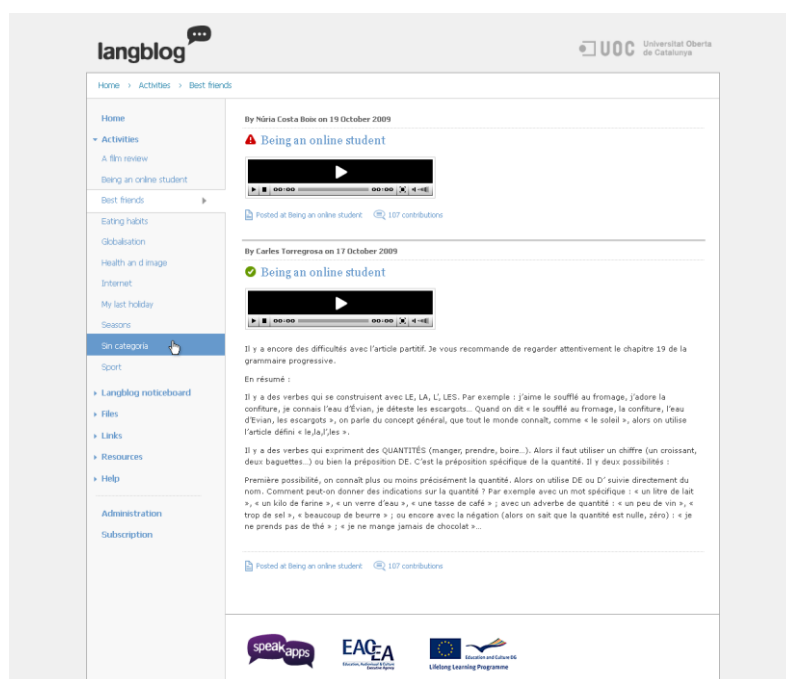 langblog
UOC Universitat Oberta
de Catalunya
Home > Activities > Best friends
Home
Activities
A film review
Being an online student
Best friends
Eating habits
Globalisation
Health an d image
Internet
My last holiday
Seasons
Sin categoría
Sport
Langblog noticeboard
Files
Links
Resources
Help
Administration
Subscription
By Núria Costa Boix on 19 October 2009
Being an online student
00:00 00:00
Posted at Being an online student 107 contributions
By Carles Torregrosa on 17 October 2009
Being an online student
00:00 00:00
Il y a encore des difficultés avec l'article partitif. Je vous recommande de regarder attentivement le chapitre 19 de la
grammaire progressive.
En résumé :
Il y a des verbes qui se construisent avec LE, LA, L', LES. Par exemple : j'aime le soufflé au fromage, j'adore la
confiture, je connais l'eau d'Évian, je déteste les escargots... Quand on dit « le soufflé au fromage, la confiture, l'eau
d'Evian, les escargots », on parle du concept général, que tout le monde connaît, comme « le soleil », alors on utilise
l'article défini « le,la,l',les ».
Il y a des verbes qui expriment des QUANTITÉS (manger, prendre, boire...). Alors il faut utiliser un chiffre (un croissant,
deux baguettes...) ou bien la préposition DE. C'est la préposition spécifique de la quantité. Il y deux possibilités :
Première possibilité, on connaît plus ou moins précisément la quantité. Alors on utilise DE ou D' suivie directement du
nom. Comment peut-on donner des indications sur la quantité ? Par exemple avec un mot spécifique : « un litre de lait
», « un kilo de farine », « un verre d'eau », « une tasse de café » ; avec un adverbe de quantité : « un peu de vin », «
trop de sel », « beaucoup de beurre » ; ou encore avec la négation (alors on sait que la quantité est nulle, zéro) : « je
ne prends pas de thé » ; « je ne mange jamais de chocolat »...
Posted at Being an online student 107 contributions
speakapps
EACEA
Education, Audiovisual & Culture
Executive Agency
Education and Culture DG
Lifelong Learning Programme